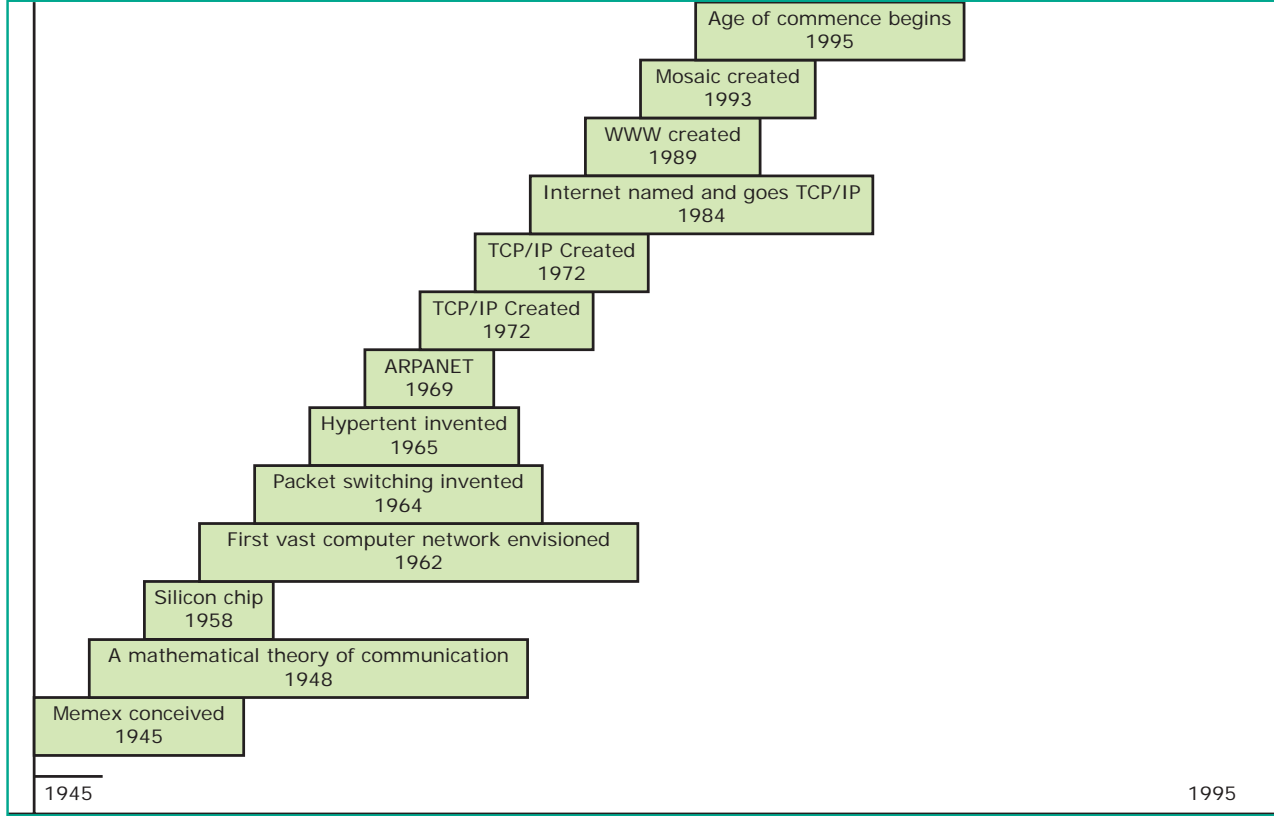 Age of commence begins
1995
Mosaic created
1993
WWW created
1989
Internet named and goes TCP/IP
1984
TCP/IP Created
1972
TCP/IP Created
1972
ARPANET
1969
Hypertent invented
1965
Packet switching invented
1964
First vast computer network envisioned
1962
Silicon chip
1958
A mathematical theory of communication
1948
Memex conceived
1945
1945
1995